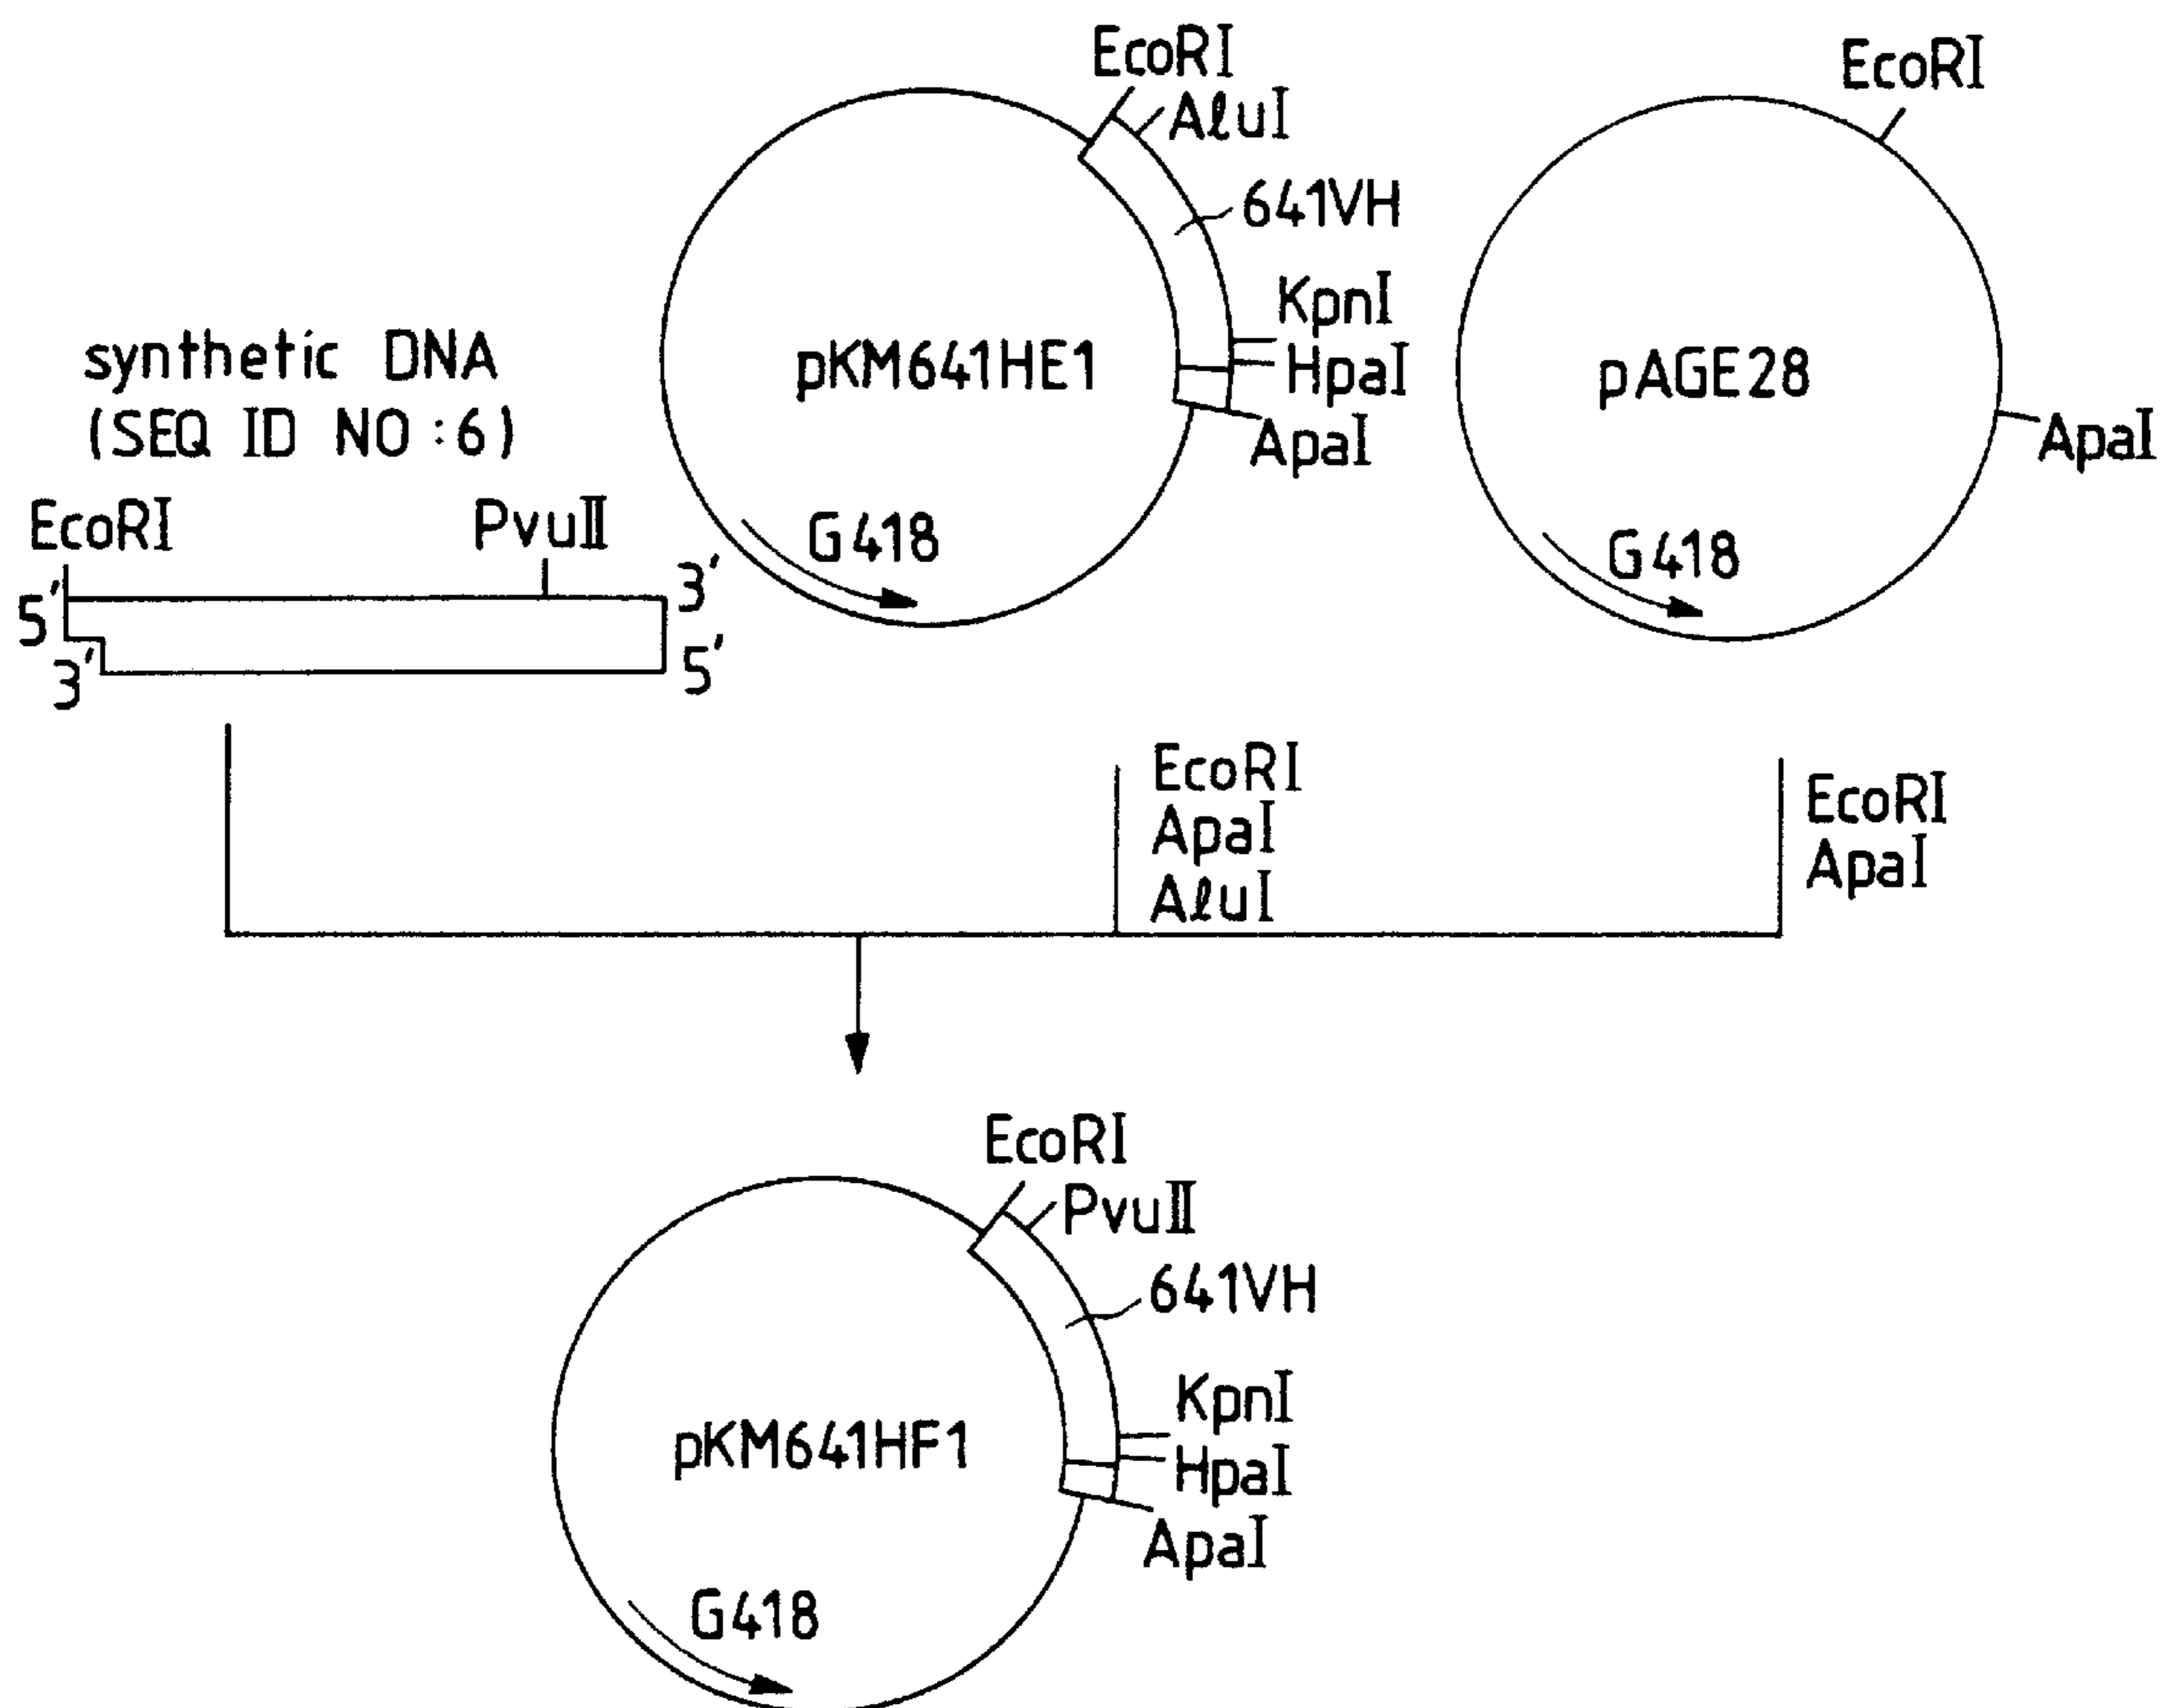 EcoRI
AluI
641VH
KpnI
HpaI
ApaI
pKM641HE1
G418
EcoRI
pAGE28
ApaI
G418
synthetic DNA
(SEQ ID NO:6)
EcoRI
PvuII
5'
3'
3'
5'
EcoRI
ApaI
AluI
EcoRI
ApaI
EcoRI
PvuII
641VH
KpnI
HpaI
ApaI
pKM641HF1
G418